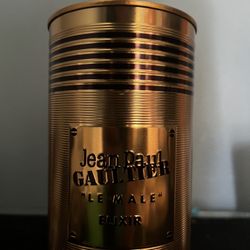 Jean Paul
GAULTIER
"LE MALE"
ELIXIR